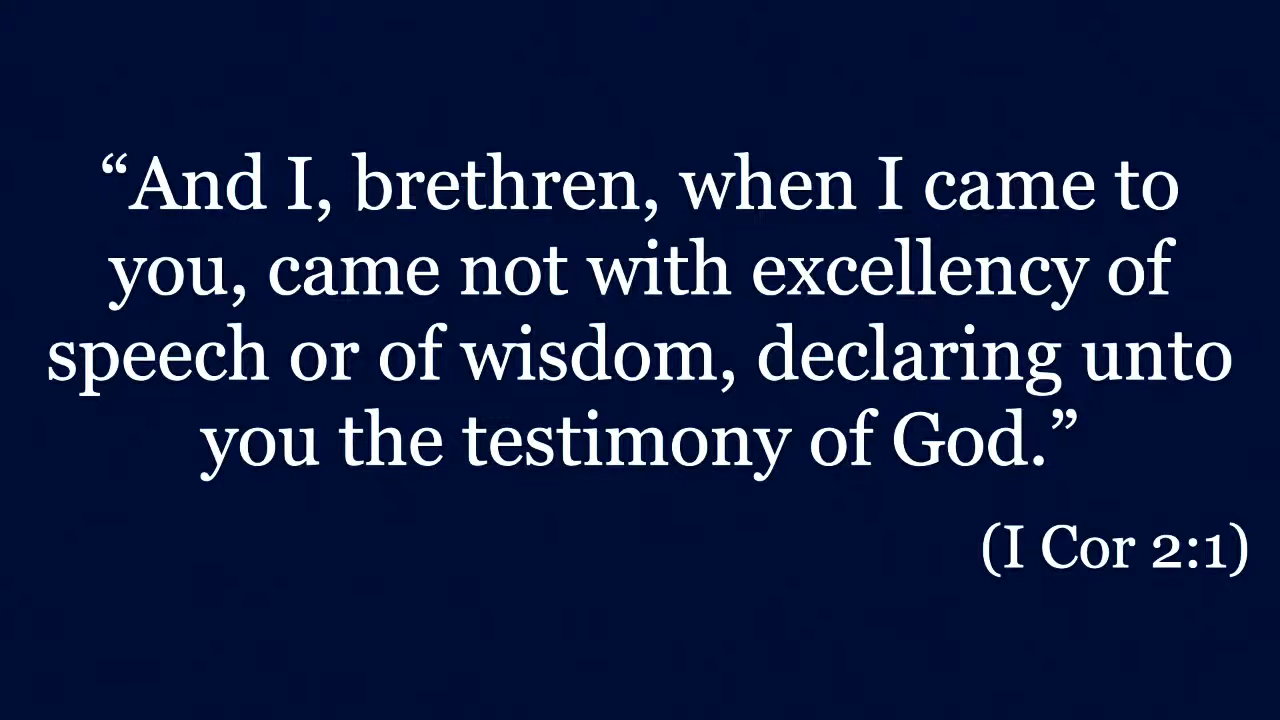 “And I, brethren, when I came to
you, came not with excellency of
speech or of wisdom, declaring unto
you the testimony of God.”
(I Cor 2:1)